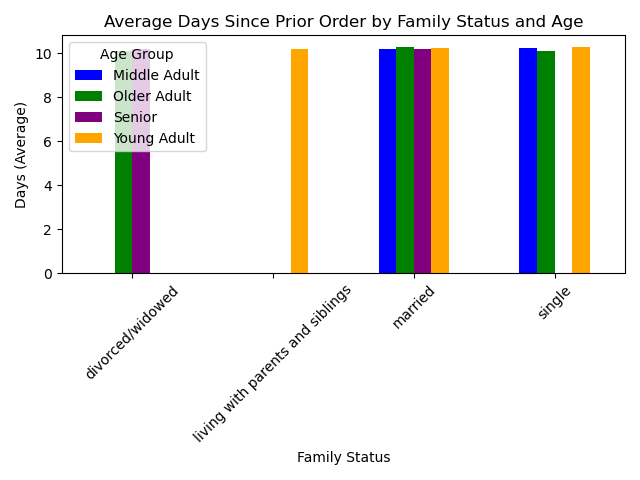 Average Days Since Prior Order by Family Status and Age
Age Group
Middle Adult
Older Adult
Senior
Young Adult
Days (Average)
10
8
6
4
2
0
divorced/widowed
living with parents and siblings
married
single
Family Status